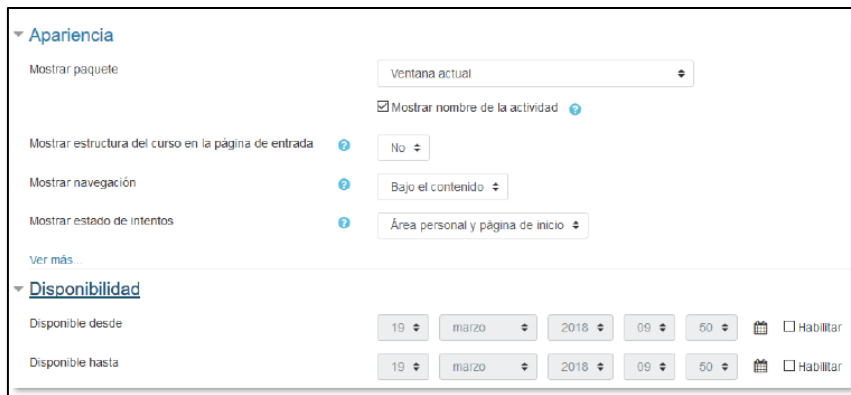 Apariencia
Mostrar paquete Ventana actual
Mostrar nombre de la actividad
Mostrar estructura del curso en la página de entrada No
Mostrar navegación Bajo el contenido
Mostrar estado de intentos Área personal y página de inicio
Ver más...
Disponibilidad
Disponible desde 19 marzo 2018 09 50 Habilitar
Disponible hasta 19 marzo 2018 09 50 Habilitar